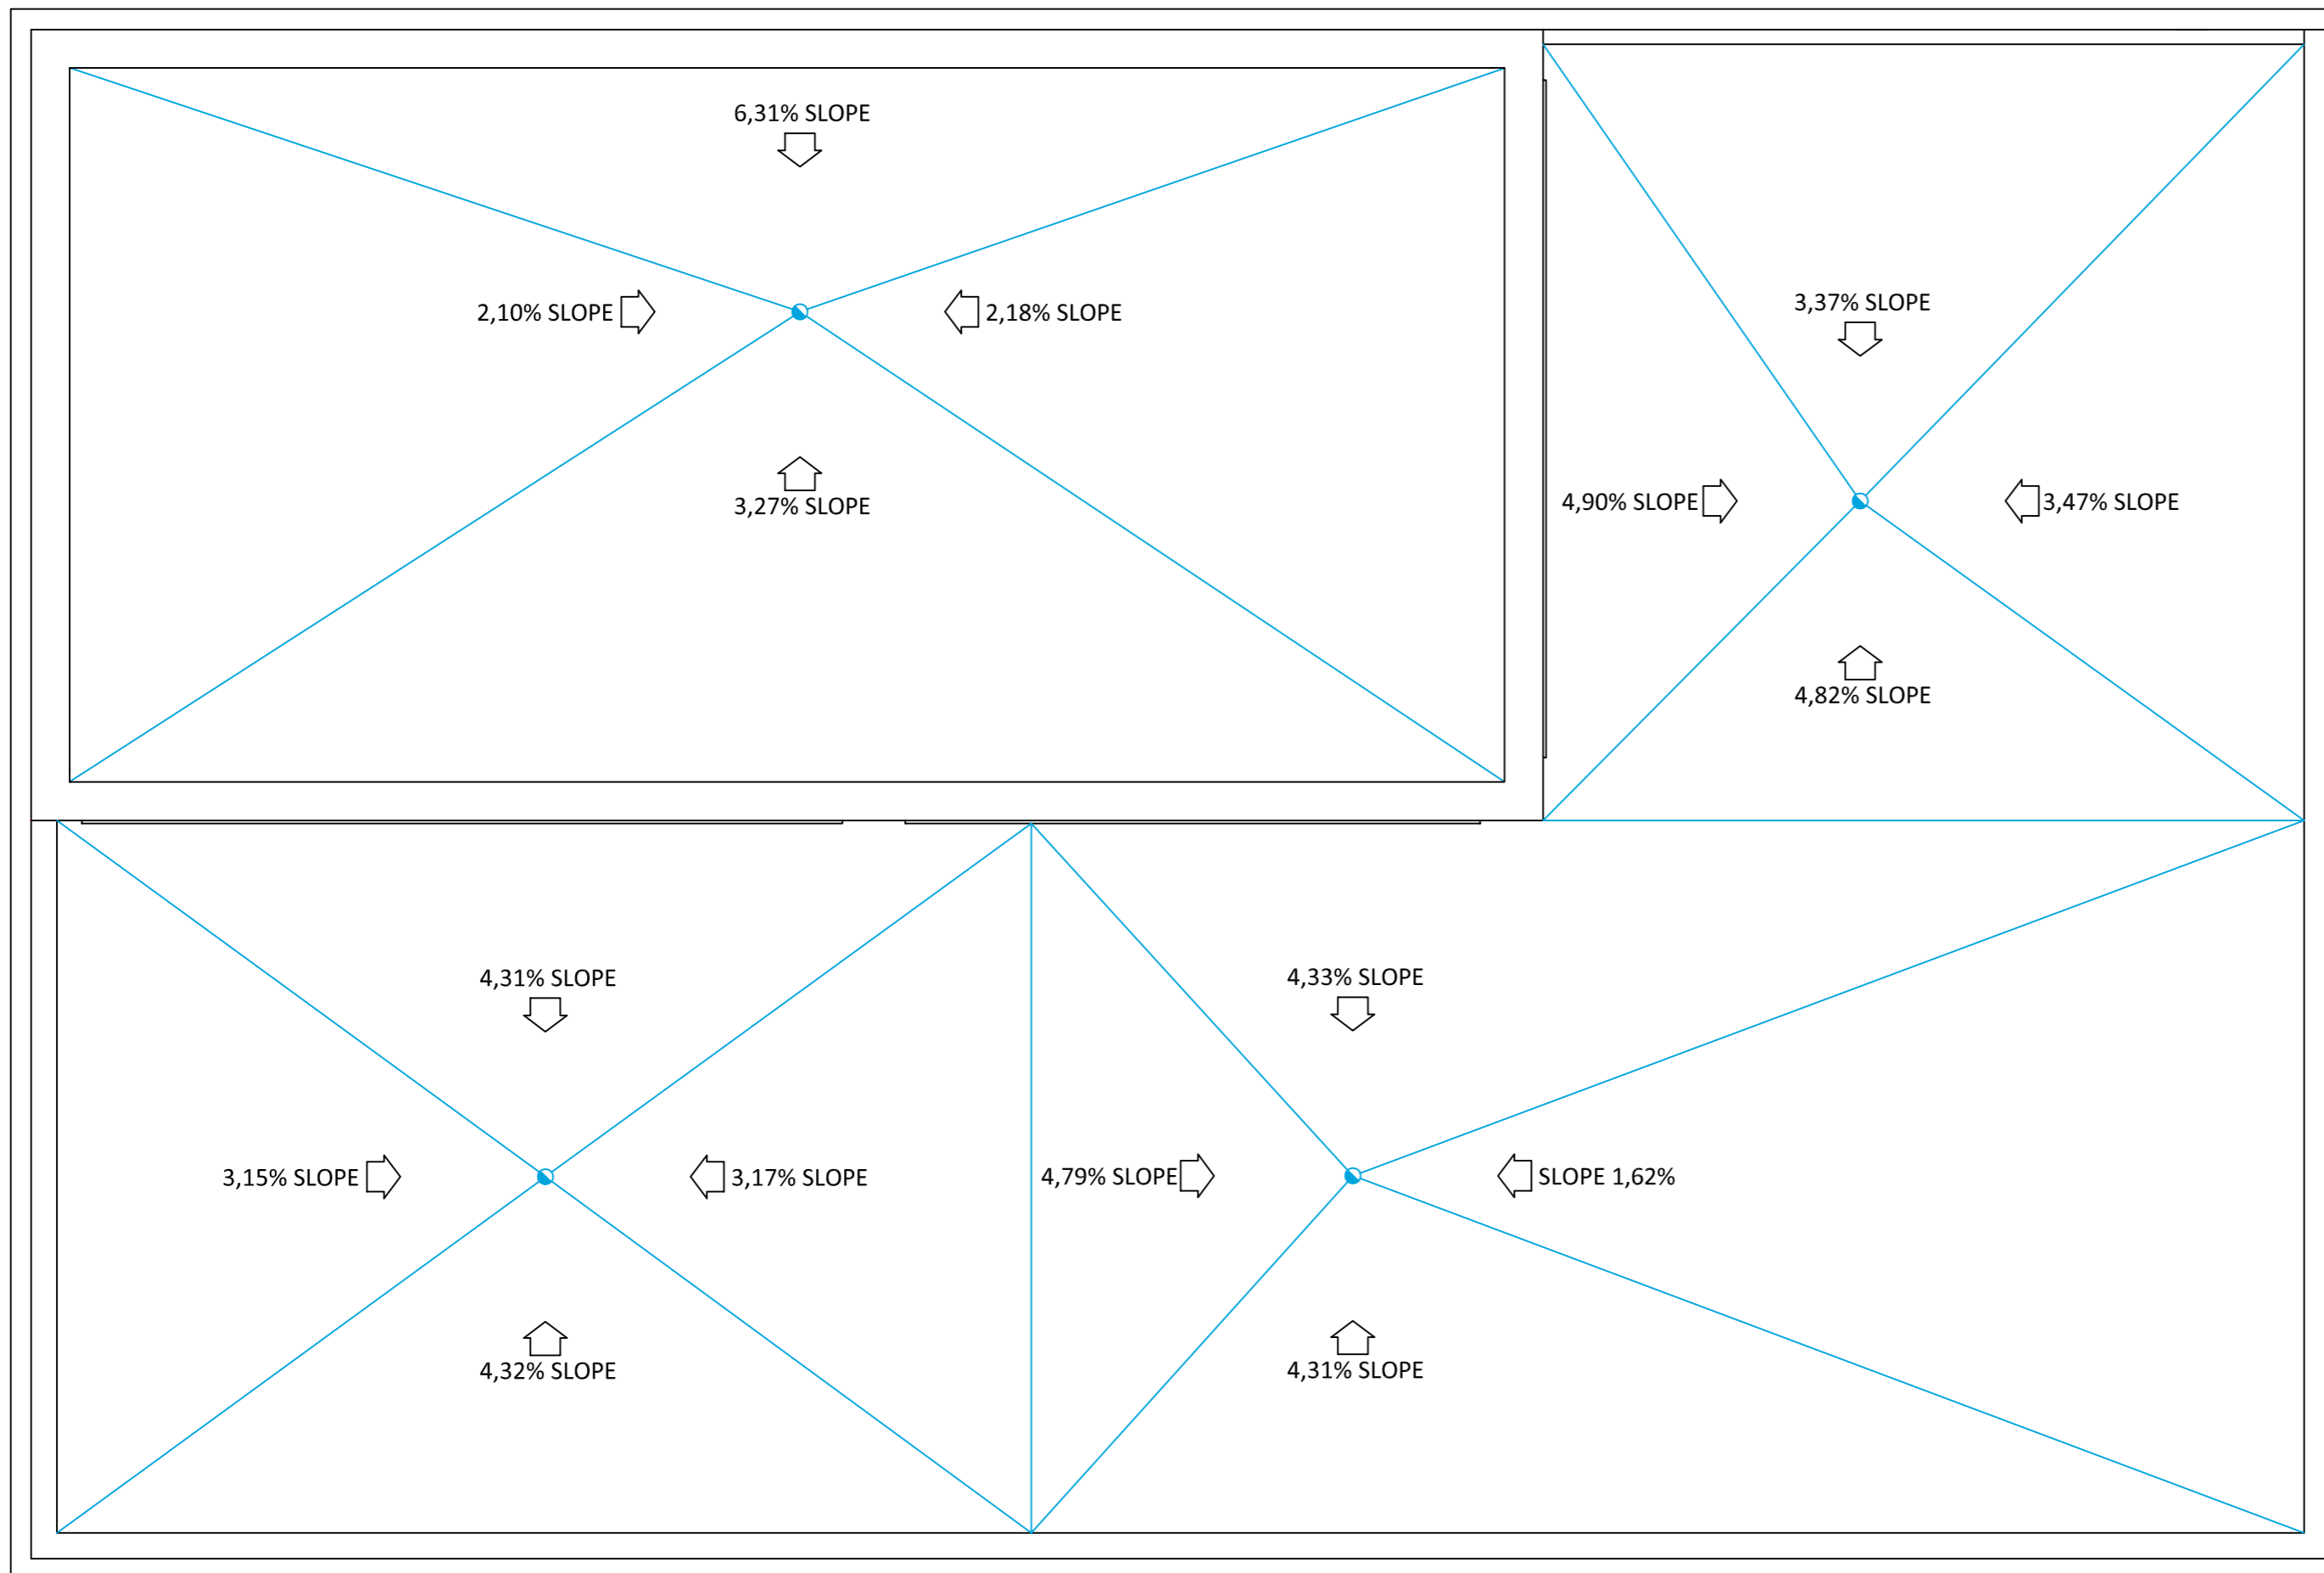 6,31% SLOPE
2,10% SLOPE
2,18% SLOPE
3,27% SLOPE
3,37% SLOPE
4,90% SLOPE
3,47% SLOPE
4,82% SLOPE
4,31% SLOPE
3,15% SLOPE
3,17% SLOPE
4,32% SLOPE
4,33% SLOPE
4,79% SLOPE
SLOPE 1,62%
4,31% SLOPE